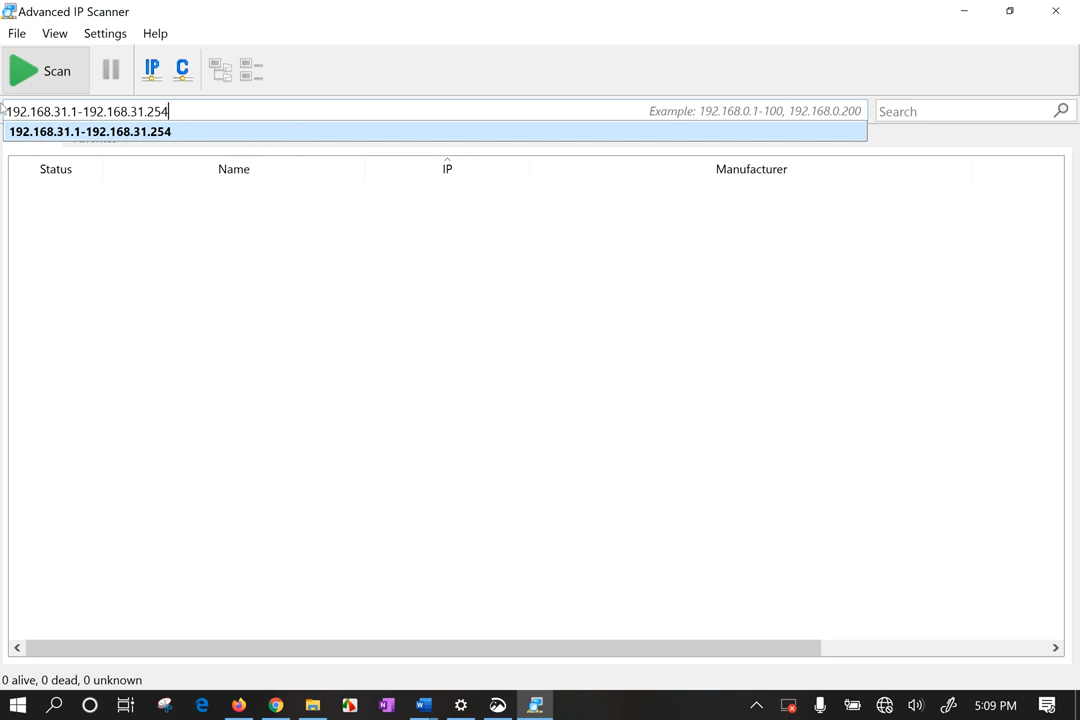 Advanced IP Scanner
File View Settings Help
Scan IP C
192.168.31.1-192.168.31.254 Example: 192.168.0.1-100, 192.168.0.200 Search
192.168.31.1-192.168.31.254
Status Name IP Manufacturer
0 alive, 0 dead, 0 unknown
5:09 PM